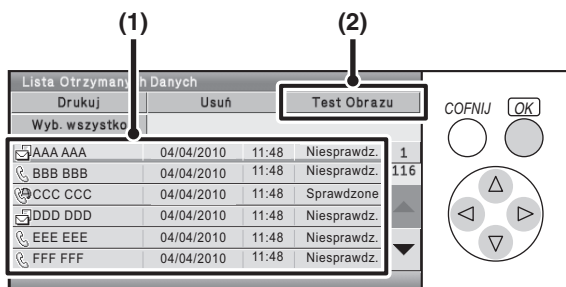 (1) (2)
Lista Otrzymanych Danych
Drukuj Usuń Test Obrazu
Wyb. wszystko
AAA AAA 04/04/2010 11:48 Niesprawdz. 1
BBB BBB 04/04/2010 11:48 Niesprawdz. 116
CCC CCC 04/04/2010 11:48 Sprawdzone
DDD DDD 04/04/2010 11:48 Niesprawdz.
EEE EEE 04/04/2010 11:48 Niesprawdz.
FFF FFF 04/04/2010 11:48 Niesprawdz.
COFNIJ OK